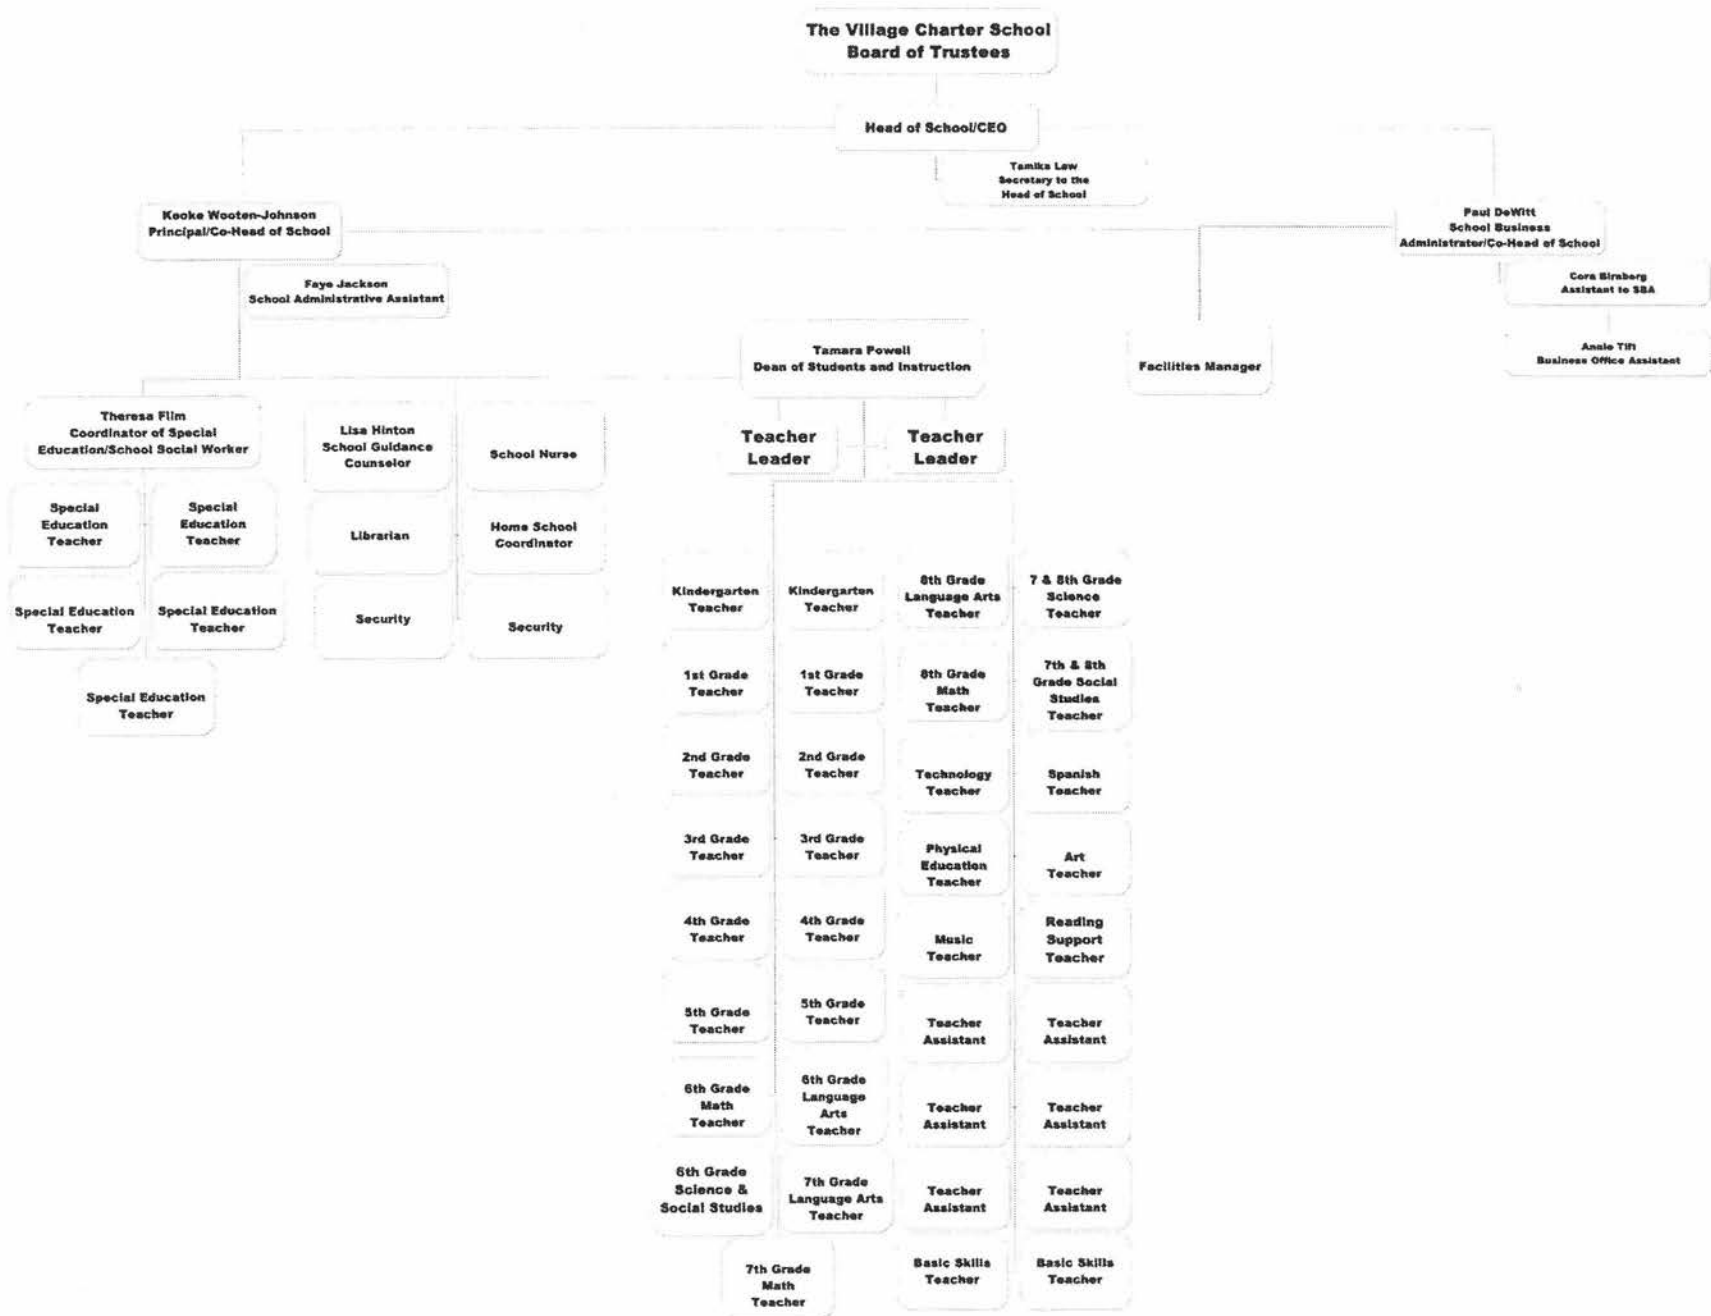 The Village Charter School
Board of Trustees
Head of School/CEO
Tamika Law
Secretary to the
Head of School
Keoke Wooten-Johnson
Principal/Co-Head of School
Paul DeWitt
School Business
Administrator/Co-Head of School
Faye Jackson
School Administrative Assistant
Cora Birnberg
Assistant to SBA
Tamara Powell
Dean of Students and Instruction
Facilities Manager
Annie Tift
Business Office Assistant
Theresa Flim
Coordinator of Special
Education/School Social Worker
Lisa Hinton
School Guidance
Counselor
School Nurse
Teacher
Leader
Teacher
Leader
Special
Education
Teacher
Special
Education
Teacher
Librarian
Home School
Coordinator
Special Education
Teacher
Special Education
Teacher
Security
Security
Special Education
Teacher
Kindergarten
Teacher
Kindergarten
Teacher
8th Grade
Language Arts
Teacher
7 & 8th Grade
Science
Teacher
1st Grade
Teacher
1st Grade
Teacher
8th Grade
Math
Teacher
7th & 8th
Grade Social
Studies
Teacher
2nd Grade
Teacher
2nd Grade
Teacher
Technology
Teacher
Spanish
Teacher
3rd Grade
Teacher
3rd Grade
Teacher
Physical
Education
Teacher
Art
Teacher
4th Grade
Teacher
4th Grade
Teacher
Music
Teacher
Reading
Support
Teacher
5th Grade
Teacher
5th Grade
Teacher
Teacher
Assistant
Teacher
Assistant
6th Grade
Math
Teacher
6th Grade
Language
Arts
Teacher
Teacher
Assistant
Teacher
Assistant
6th Grade
Science &
Social Studies
7th Grade
Language Arts
Teacher
Teacher
Assistant
Teacher
Assistant
7th Grade
Math
Teacher
Basic Skills
Teacher
Basic Skills
Teacher